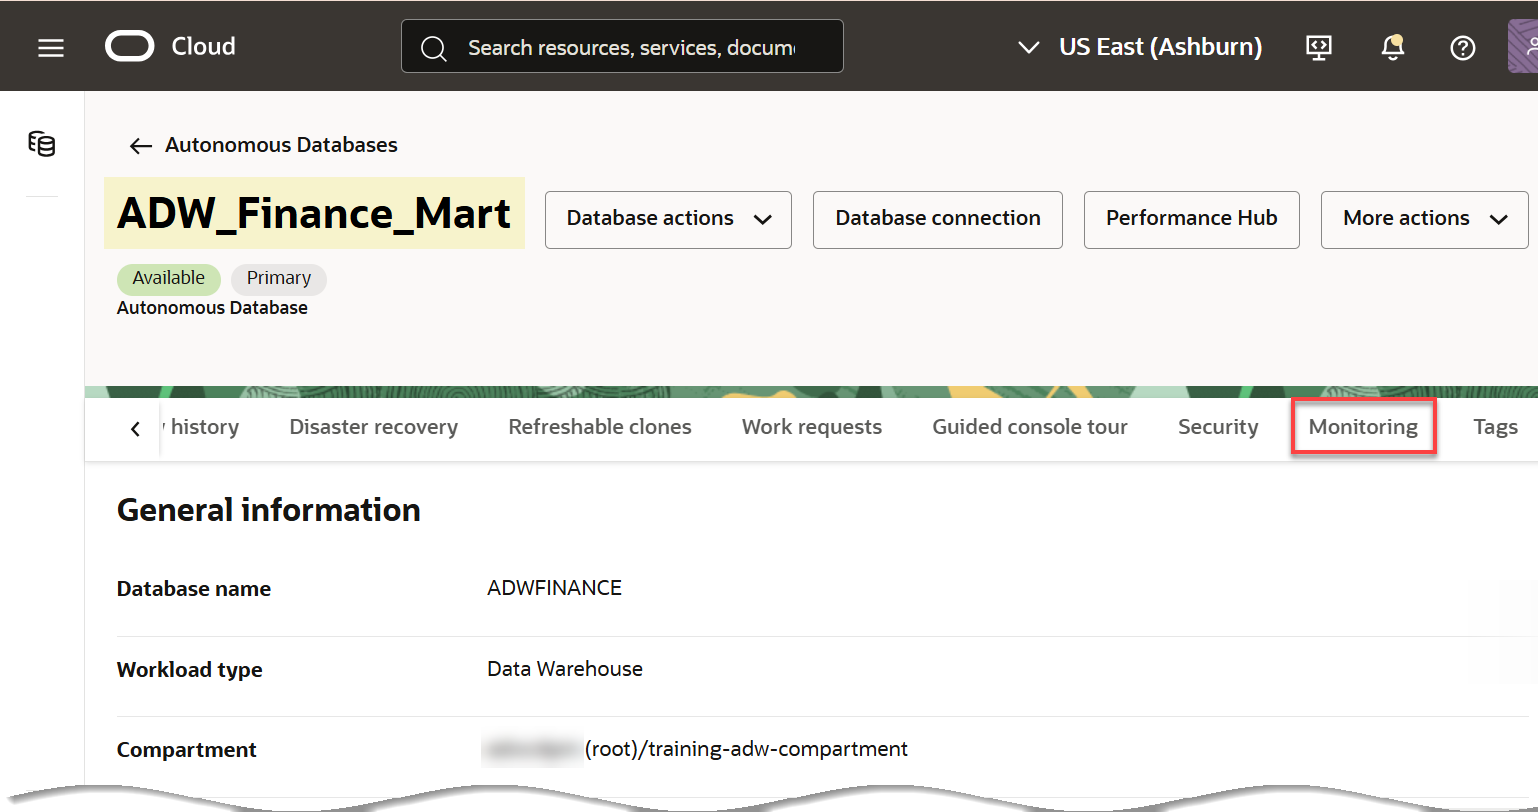 Cloud
Search resources, services, docum
US East (Ashburn)
Autonomous Databases
ADW_Finance_Mart
Database actions
Database connection
Performance Hub
More actions
Available
Primary
Autonomous Database
history
Disaster recovery
Refreshable clones
Work requests
Guided console tour
Security
Monitoring
Tags
General information
Database name
ADWFINANCE
Workload type
Data Warehouse
Compartment
(root)/training-adw-compartment